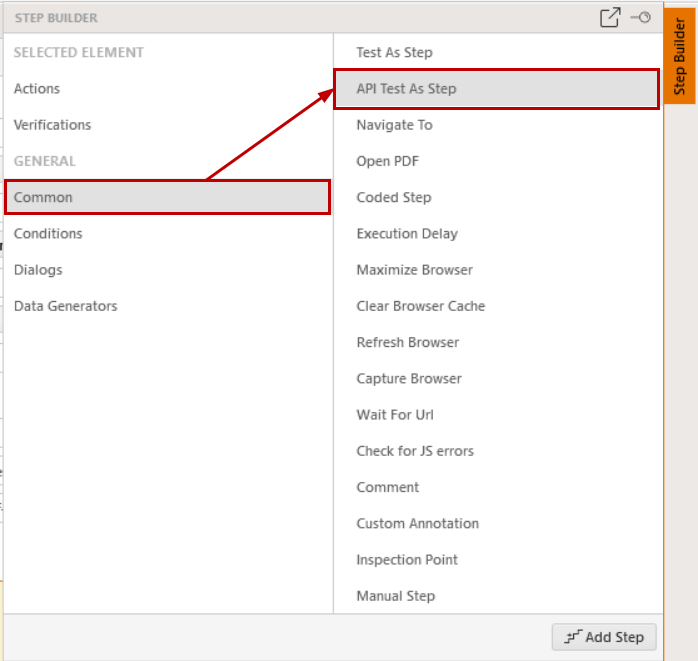 STEP BUILDER
Step Builder
SELECTED ELEMENT
Actions
Verifications
GENERAL
Common
Conditions
Dialogs
Data Generators
Test As Step
API Test As Step
Navigate To
Open PDF
Coded Step
Execution Delay
Maximize Browser
Clear Browser Cache
Refresh Browser
Capture Browser
Wait For Url
Check for JS errors
Comment
Custom Annotation
Inspection Point
Manual Step
Add Step